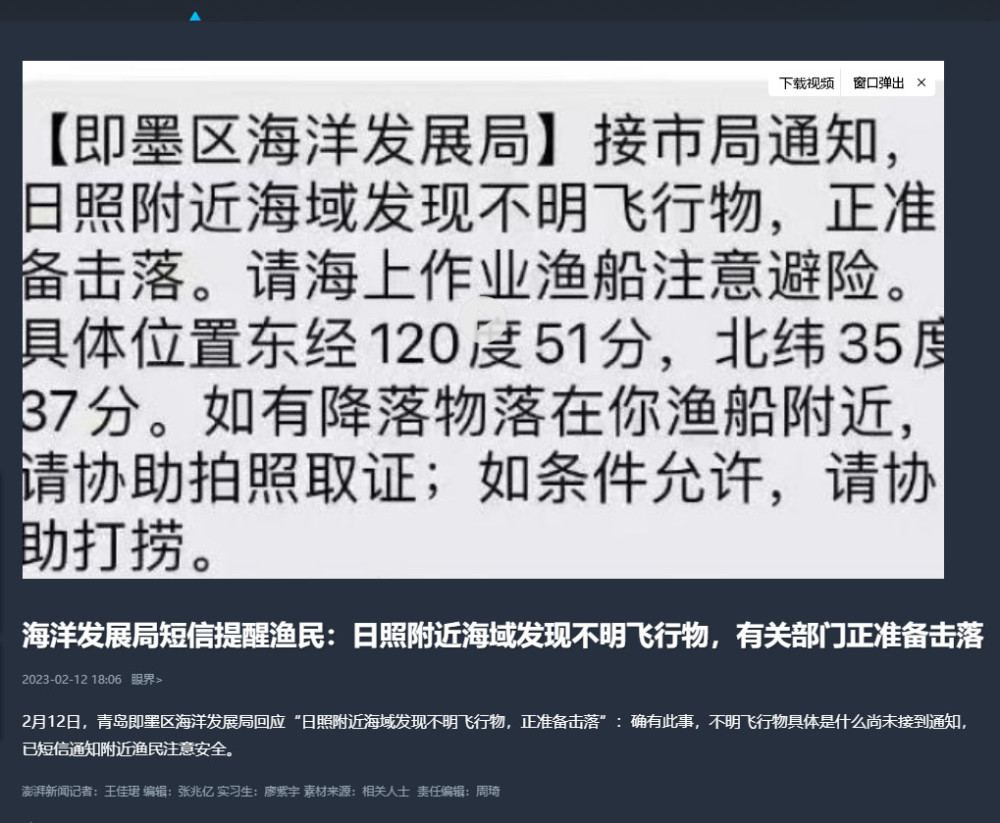 下载视频 窗口弹出 ×
【即墨区海洋发展局】接市局通知，
日照附近海域发现不明飞行物，正准
备击落。请海上作业渔船注意避险。
具体位置东经120度51分，北纬35度
37分。如有降落物落在你渔船附近，
请协助拍照取证；如条件允许，请协
助打捞。
海洋发展局短信提醒渔民：日照附近海域发现不明飞行物，有关部门正准备击落
2023-02-12 18:06 眼界>
2月12日，青岛即墨区海洋发展局回应“日照附近海域发现不明飞行物，正准备击落”：确有此事，不明飞行物具体是什么尚未接到通知，
已短信通知附近渔民注意安全。
澎湃新闻记者：王佳珺 编辑：张兆亿 实习生：廖紫宇 素材来源：相关人士 责任编辑：周琦